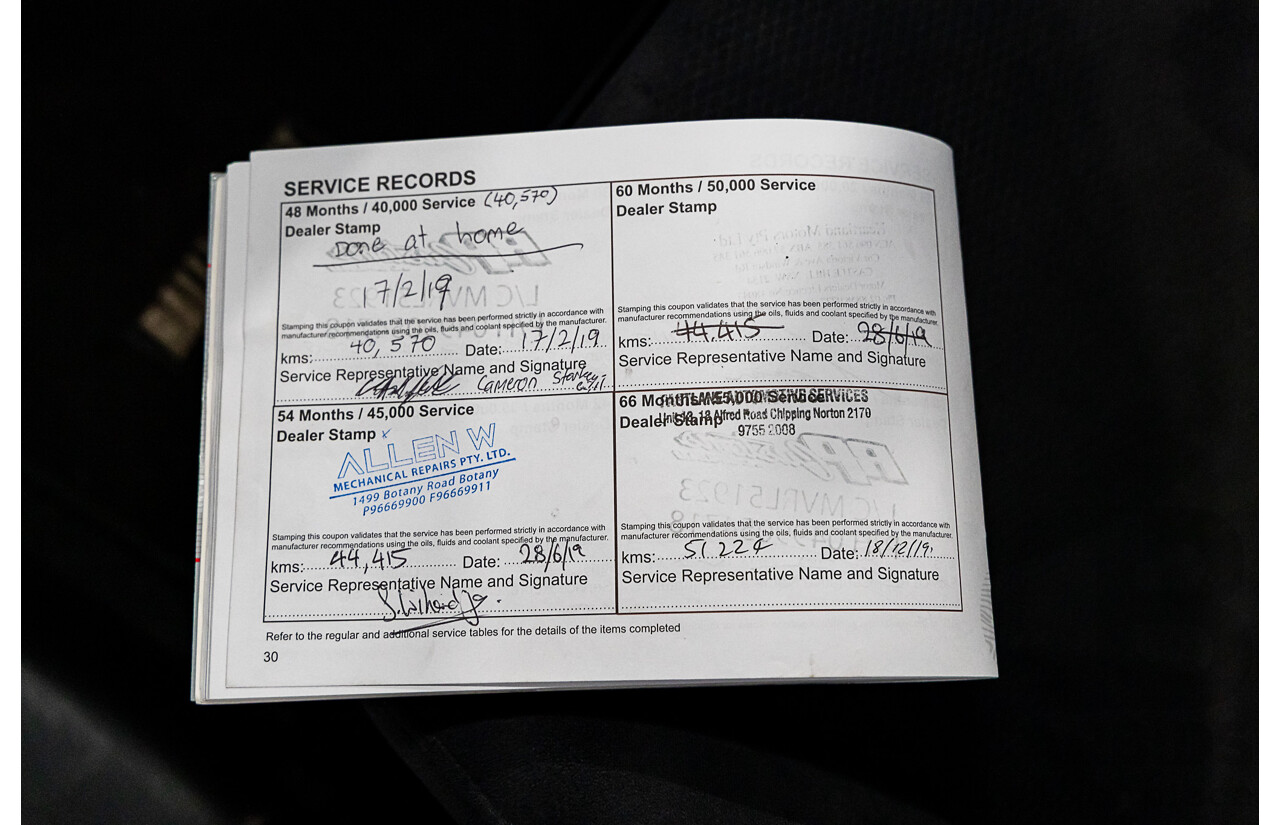 SERVICE RECORDS
48 Months / 40,000 Service (40,570)
Dealer Stamp
Done at home
17/2/19
Stamping this coupon validates that the service has been performed strictly in accordance with
manufacturer recommendations using the oils, fluids and coolant specified by the manufacturer.
kms: 40,570 Date: 17/2/19
Service Representative Name and Signature
Cameron
54 Months / 45,000 Service
Dealer Stamp x
ALLEN W
MECHANICAL REPAIRS PTY. LTD.
1499 Botany Road Botany
P96669900 F96669911
Stamping this coupon validates that the service has been performed strictly in accordance with
manufacturer recommendations using the oils, fluids and coolant specified by the manufacturer.
kms: 44,415 Date: 28/6/19
Service Representative Name and Signature
60 Months / 50,000 Service
Dealer Stamp
Stamping this coupon validates that the service has been performed strictly in accordance with
manufacturer recommendations using the oils, fluids and coolant specified by the manufacturer.
kms: 44,415 Date: 28/6/19
Service Representative Name and Signature
66 Months Service
SERVICES
Dealer Stamp
Alfred Road Chipping Norton 2170
9755 2008
Stamping this coupon validates that the service has been performed strictly in accordance with
manufacturer recommendations using the oils, fluids and coolant specified by the manufacturer.
kms: 51 224 Date: 18/12/19
Service Representative Name and Signature
Refer to the regular and additional service tables for the details of the items completed
30